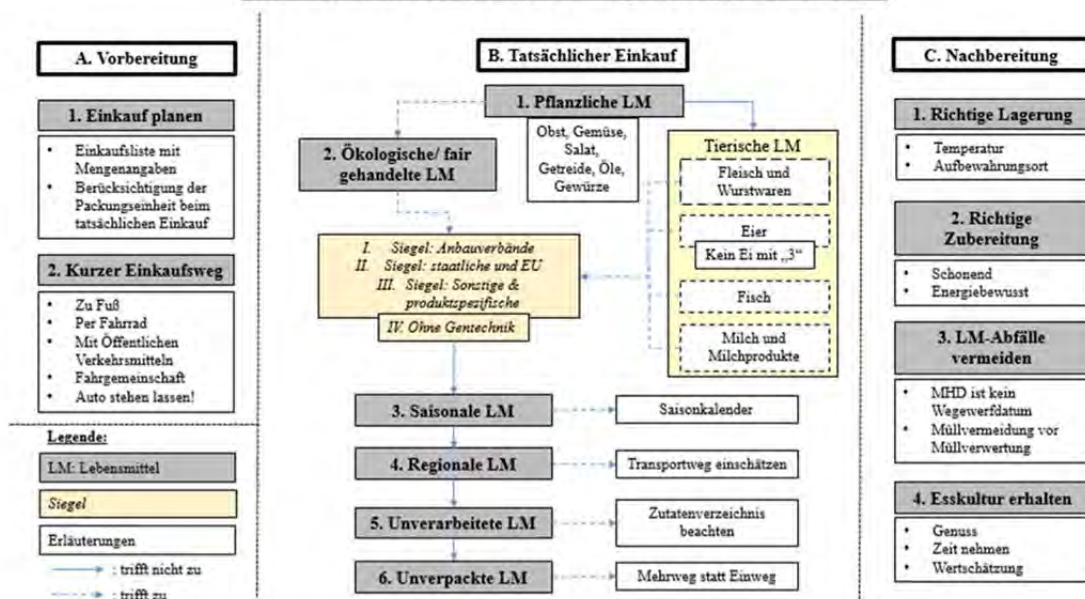 A. Vorbereitung
1. Einkauf planen
• Einkaufsliste mit
Mengenangaben
• Berücksichtigung der
Packungseinheit beim
tatsächlichen Einkauf
2. Kurzer Einkaufsweg
• Zu Fuß
• Per Fahrrad
• Mit Öffentlichen
Verkehrsmitteln
• Fahrgemeinschaft
• Auto stehen lassen!
Legende:
LM: Lebensmittel
Siegel
Erläuterungen
: trifft nicht zu
: trifft zu
B. Tatsächlicher Einkauf
1. Pflanzliche LM
Obst, Gemüse,
Salat,
Getreide, Öle,
Gewürze
2. Ökologische/ fair
gehandelte LM
Tierische LM
Fleisch und
Wurstwaren
Eier
Kein Ei mit „3“
Fisch
Milch und
Milchprodukte
I. Siegel: Anbauverbände
II. Siegel: staatliche und EU
III. Siegel: Sonstige &
produktspezifische
IV. Ohne Gentechnik
3. Saisonale LM
Saisonkalender
4. Regionale LM
Transportweg einschätzen
5. Unverarbeitete LM
Zutatenverzeichnis
beachten
6. Unverpackte LM
Mehrweg statt Einweg
C. Nachbereitung
1. Richtige Lagerung
• Temperatur
• Aufbewahrungsort
2. Richtige
Zubereitung
• Schonend
• Energiebewusst
3. LM-Abfälle
vermeiden
• MHD ist kein
Wegewerfdatum
• Müllvermeidung vor
Müllverwertung
4. Esskultur erhalten
• Genuss
• Zeit nehmen
• Wertschätzung